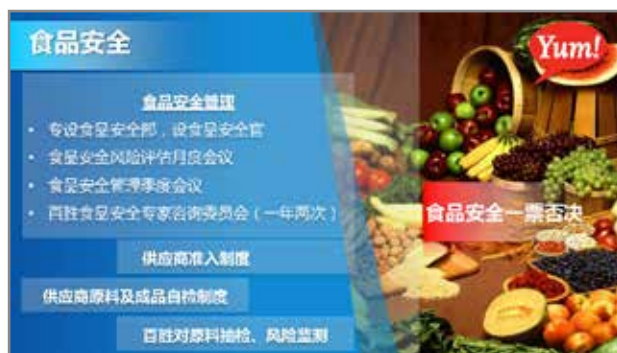 食品安全
Yum!
食品安全管理
• 专设食品安全部，设食品安全官
• 食品安全风险评估月度会议
• 食品安全管理季度会议
• 百胜食品安全专家咨询委员会（一年两次）
食品安全一票否决
供应商准入制度
供应商原料及成品自检制度
百胜对原料抽检、风险监测